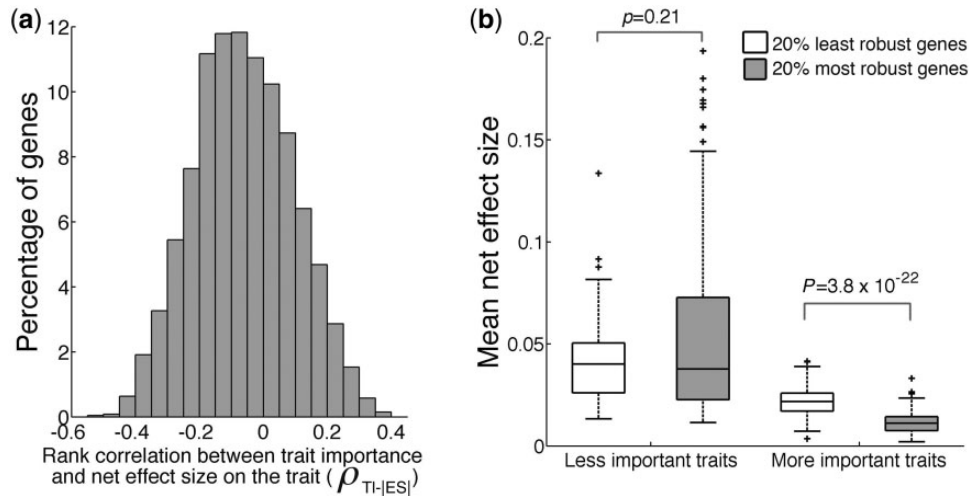 (a)
12
10
8
6
4
2
0
Percentage of genes
-0.6 -0.4 -0.2 0 0.2 0.4
Rank correlation between trait importance
and net effect size on the trait (ρTI-|ES|)
(b)
p=0.21
20% least robust genes
20% most robust genes
P=3.8 x 10-22
0.2
0.15
0.1
0.05
0
Mean net effect size
Less important traits More important traits